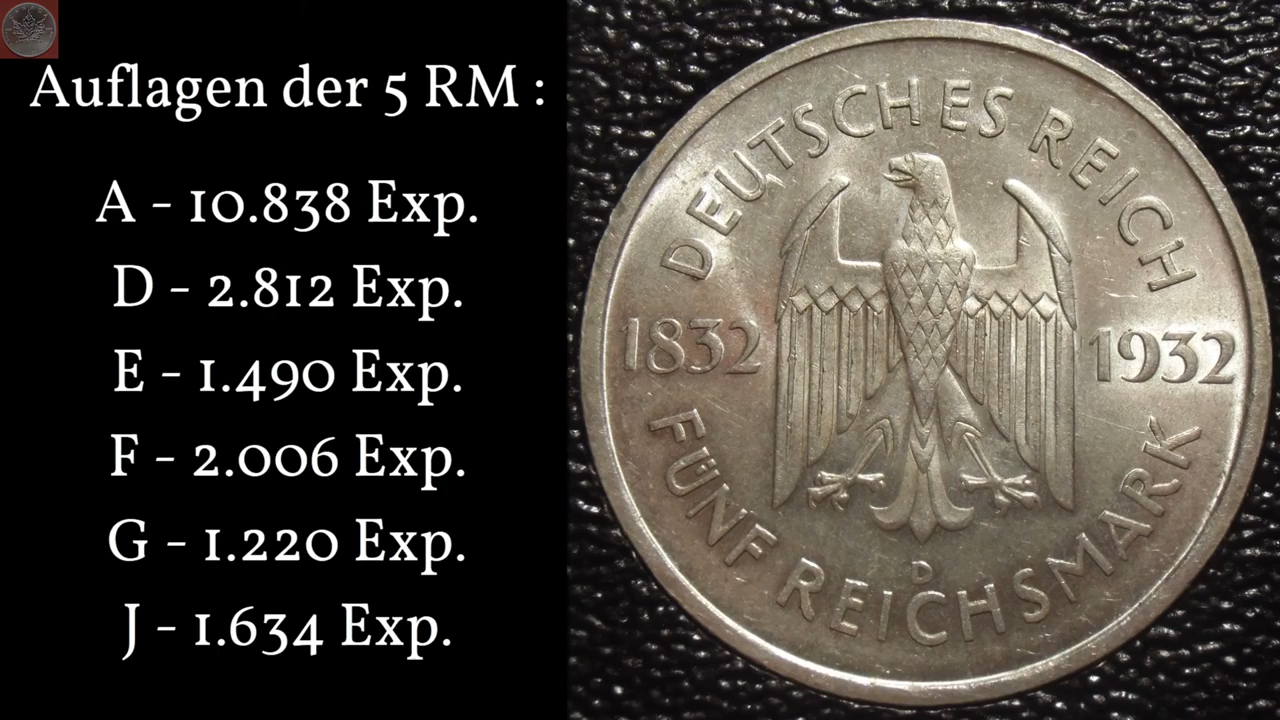 Auflagen der 5 RM :
A - 10.838 Exp.
D - 2.812 Exp.
E - 1.490 Exp.
F - 2.006 Exp.
G - 1.220 Exp.
J - 1.634 Exp.
DEUTSCHES REICH
1832 1932
FÜNF REICHSMARK
D